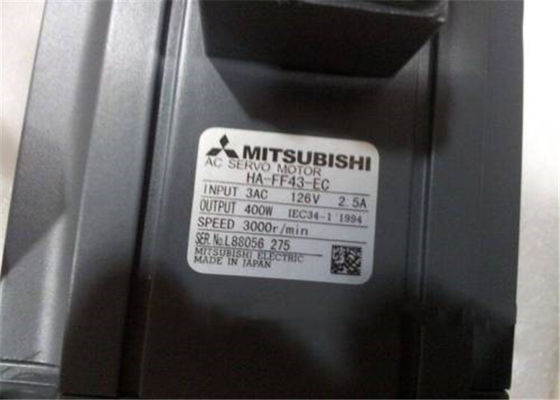 MITSUBISHI
AC SERVO MOTOR
HA-FF43-EC
INPUT 3AC 126V 2.5A
OUTPUT 400W IEC34-1 1994
SPEED 3000r/min
SER.No.L88056 275
MITSUBISHI ELECTRIC
MADE IN JAPAN